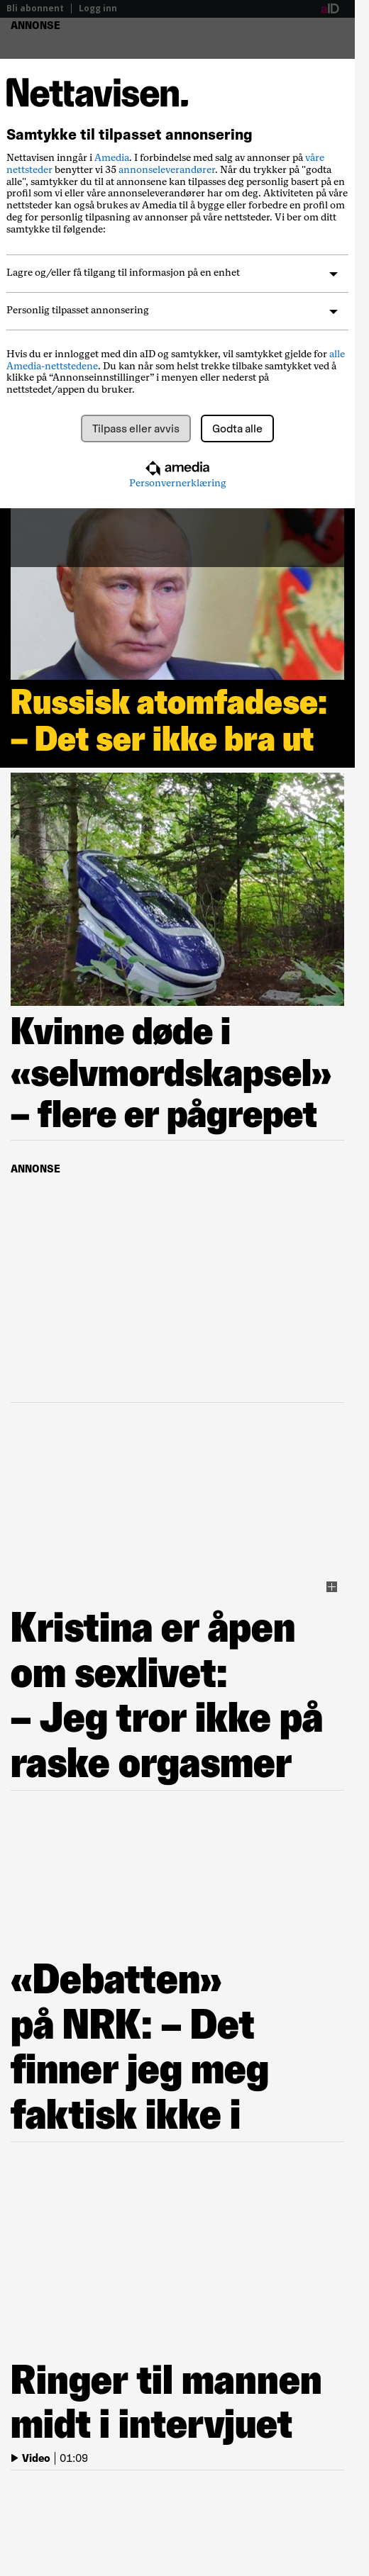 Bli abonnent | Logg inn
aID
ANNONSE
Nettavisen.
Samtykke til tilpasset annonsering
Nettavisen inngår i Amedia. I forbindelse med salg av annonser på våre
nettsteder benytter vi 35 annonseleverandører. Når du trykker på "godta
alle", samtykker du til at annonsene kan tilpasses deg personlig basert på en
profil som vi eller våre annonseleverandører har om deg. Aktiviteten på våre
nettsteder kan også brukes av Amedia til å bygge eller forbedre en profil om
deg for personlig tilpasning av annonser på våre nettsteder. Vi ber om ditt
samtykke til følgende:
Lagre og/eller få tilgang til informasjon på en enhet
Personlig tilpasset annonsering
Hvis du er innlogget med din aID og samtykker, vil samtykket gjelde for alle
Amedia-nettstedene. Du kan når som helst trekke tilbake samtykket ved å
klikke på “Annonseinnstillinger” i menyen eller nederst på
nettstedet/appen du bruker.
Tilpass eller avvis
Godta alle
amedia
Personvernerklæring
Russisk atomfadese:
– Det ser ikke bra ut
Kvinne døde i
«selvmordskapsel»
– flere er pågrepet
ANNONSE
Kristina er åpen
om sexlivet:
– Jeg tror ikke på
raske orgasmer
«Debatten»
på NRK: – Det
finner jeg meg
faktisk ikke i
Ringer til mannen
midt i intervjuet
Video | 01:09